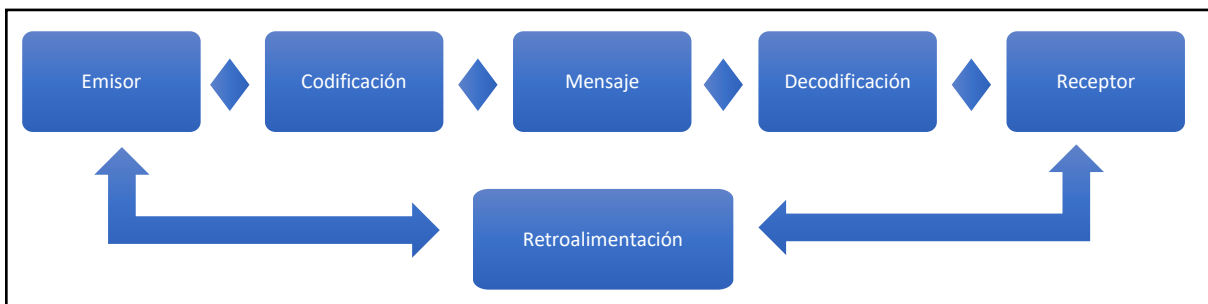 Emisor
Codificación
Mensaje
Decodificación
Receptor
Retroalimentación